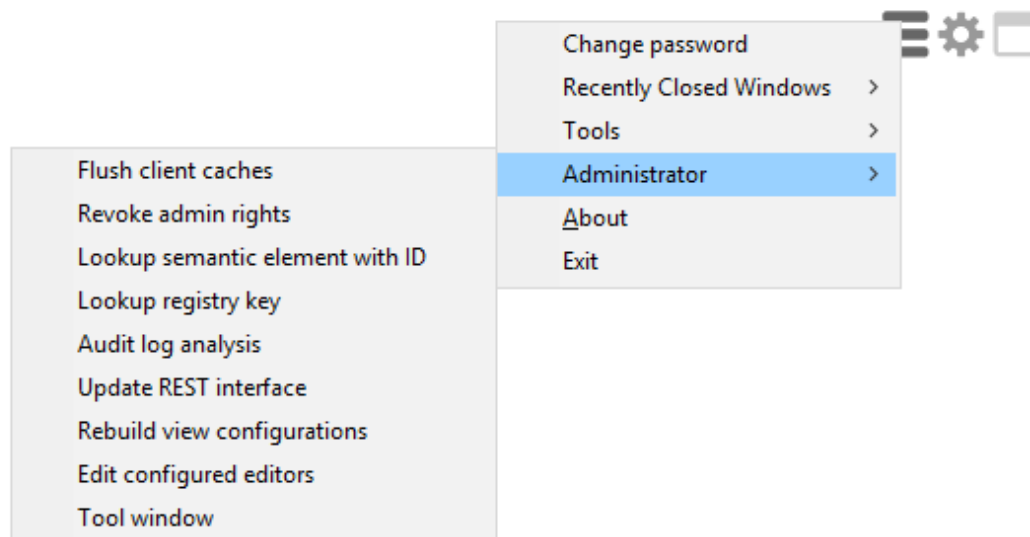 Change password
Recently Closed Windows
Tools
Administrator
About
Exit
Flush client caches
Revoke admin rights
Lookup semantic element with ID
Lookup registry key
Audit log analysis
Update REST interface
Rebuild view configurations
Edit configured editors
Tool window